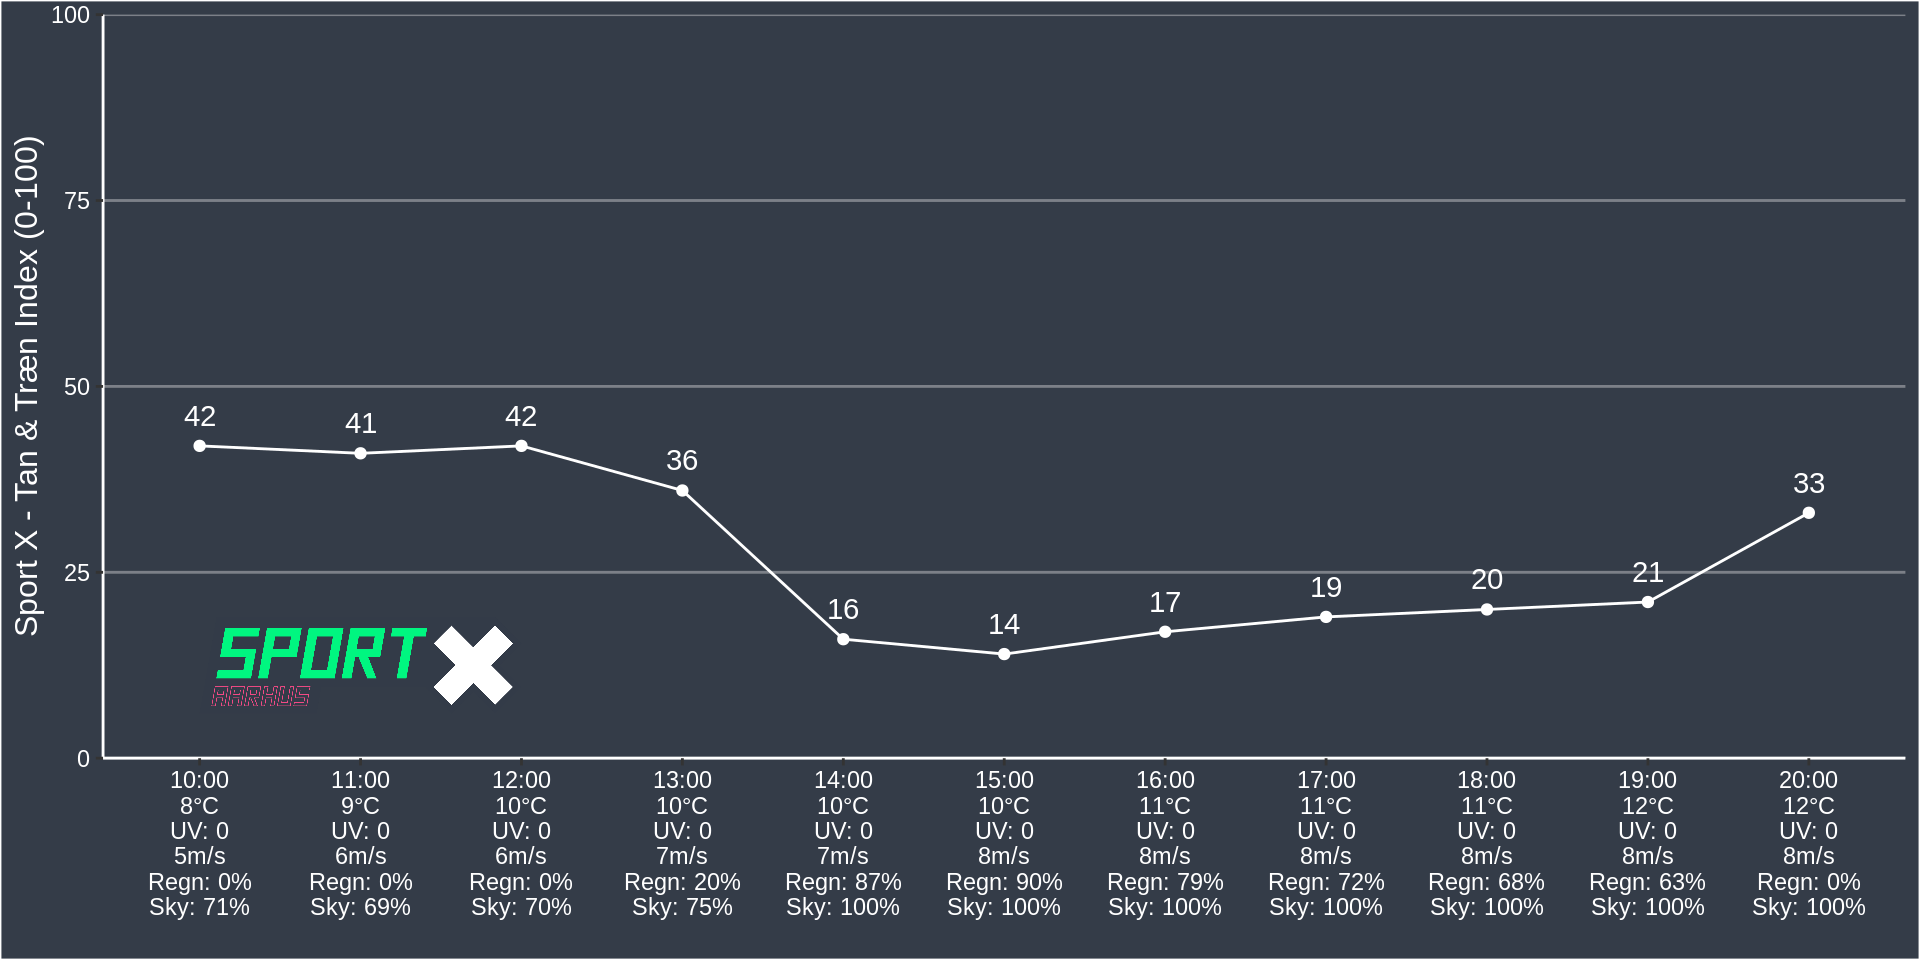 Sport X - Tan & Træn Index (0-100)
100
75
50
25
0
42
41
42
36
16
14
17
19
20
21
33
SPORT X
AARHUS
10:00 11:00 12:00 13:00 14:00 15:00 16:00 17:00 18:00 19:00 20:00
8°C 9°C 10°C 10°C 10°C 10°C 11°C 11°C 11°C 12°C 12°C
UV: 0 UV: 0 UV: 0 UV: 0 UV: 0 UV: 0 UV: 0 UV: 0 UV: 0 UV: 0 UV: 0
5m/s 6m/s 6m/s 7m/s 7m/s 8m/s 8m/s 8m/s 8m/s 8m/s 8m/s
Regn: 0% Regn: 0% Regn: 0% Regn: 20% Regn: 87% Regn: 90% Regn: 79% Regn: 72% Regn: 68% Regn: 63% Regn: 0%
Sky: 71% Sky: 69% Sky: 70% Sky: 75% Sky: 100% Sky: 100% Sky: 100% Sky: 100% Sky: 100% Sky: 100% Sky: 100%